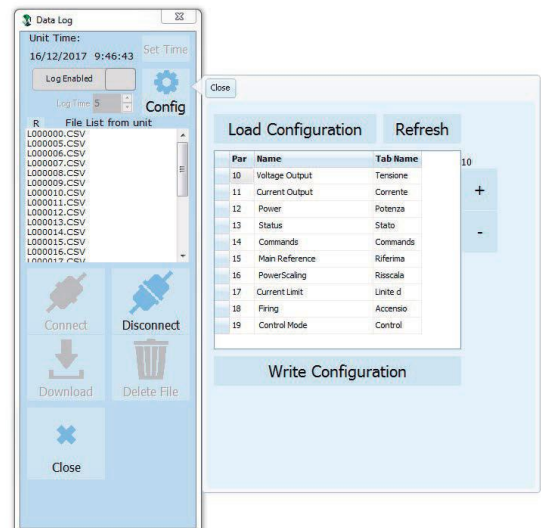 Data Log
Unit Time:
16/12/2017 9:46:43
Set Time
Log Enabled
Log Time 5
Config
R File List from unit
L000000.CSV
L000005.CSV
L000006.CSV
L000007.CSV
L000008.CSV
L000009.CSV
L000010.CSV
L000011.CSV
L000012.CSV
L000013.CSV
L000014.CSV
L000015.CSV
L000016.CSV
L000017.CSV
Connect
Disconnect
Download
Delete File
Close
Close
Load Configuration
Refresh
Par Name Tab Name
10
10 Voltage Output Tensione
11 Current Output Corrente
12 Power Potenza
13 Status Stato
14 Commands Commands
15 Main Reference Riferima
16 PowerScaling Risscala
17 Current Limit Linite d
18 Firing Accensio
19 Control Mode Control
+
-
Write Configuration